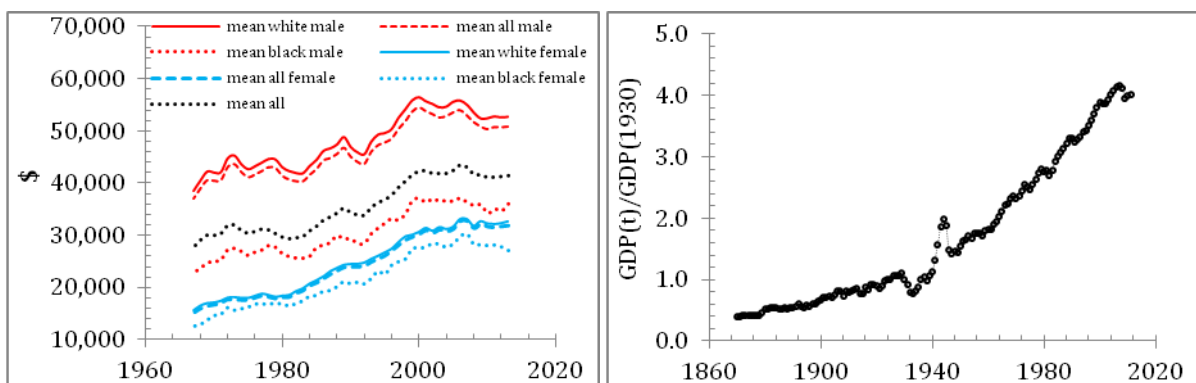 70,000
60,000
50,000
40,000
30,000
20,000
10,000
$
mean white male
mean all male
mean black male
mean white female
mean all female
mean black female
mean all
1960
1980
2000
2020
5.0
4.0
3.0
2.0
1.0
0.0
GDP(t)/GDP(1930)
1860
1900
1940
1980
2020